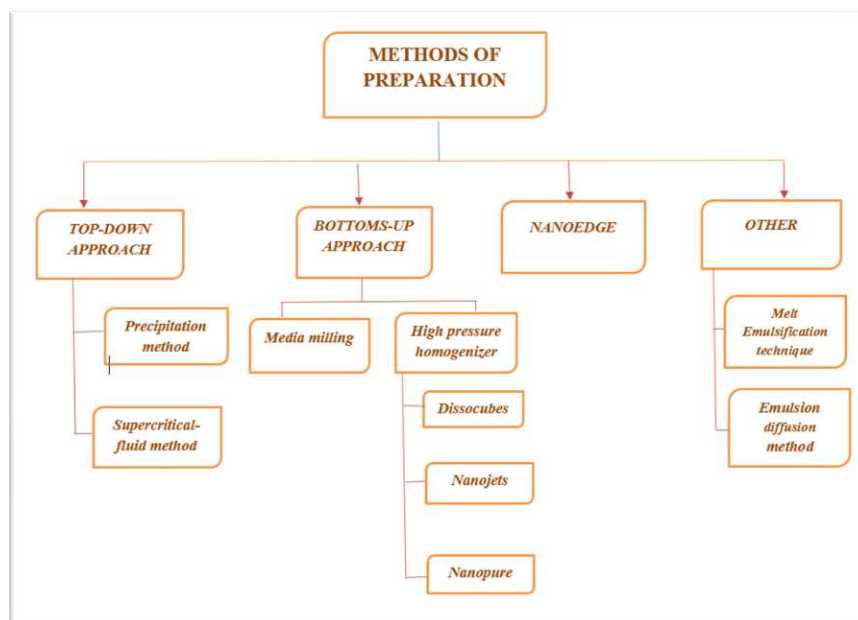 METHODS OF
PREPARATION
TOP-DOWN
APPROACH
BOTTOMS-UP
APPROACH
NANOEDGE
OTHER
Precipitation
method
Supercritical-
fluid method
Media milling
High pressure
homogenizer
Dissocubes
Nanojets
Nanopure
Melt
Emulsification
technique
Emulsion
diffusion
method